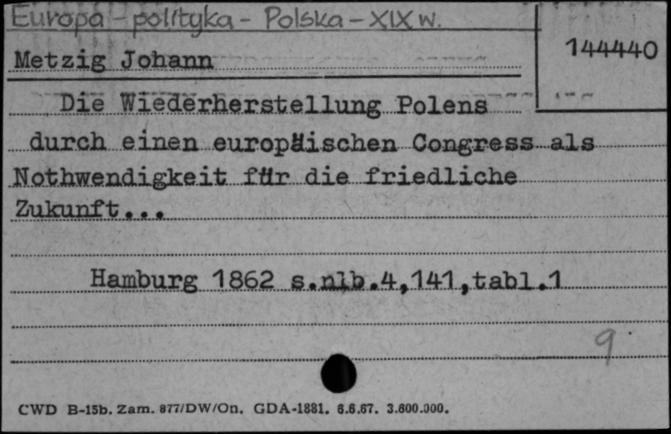 Europa - polityka - Polska - XIX w.
144440
Metzig Johann
Die Wiederherstellung Polens
durch einen europäischen Congress als
Nothwendigkeit für die friedliche
Zukunft...
Hamburg 1862 s.nlb.4,141,tabl.1
9
CWD B-15b. Zam. 877/DW/On. GDA-1881. 6.6.67. 3.600.000.